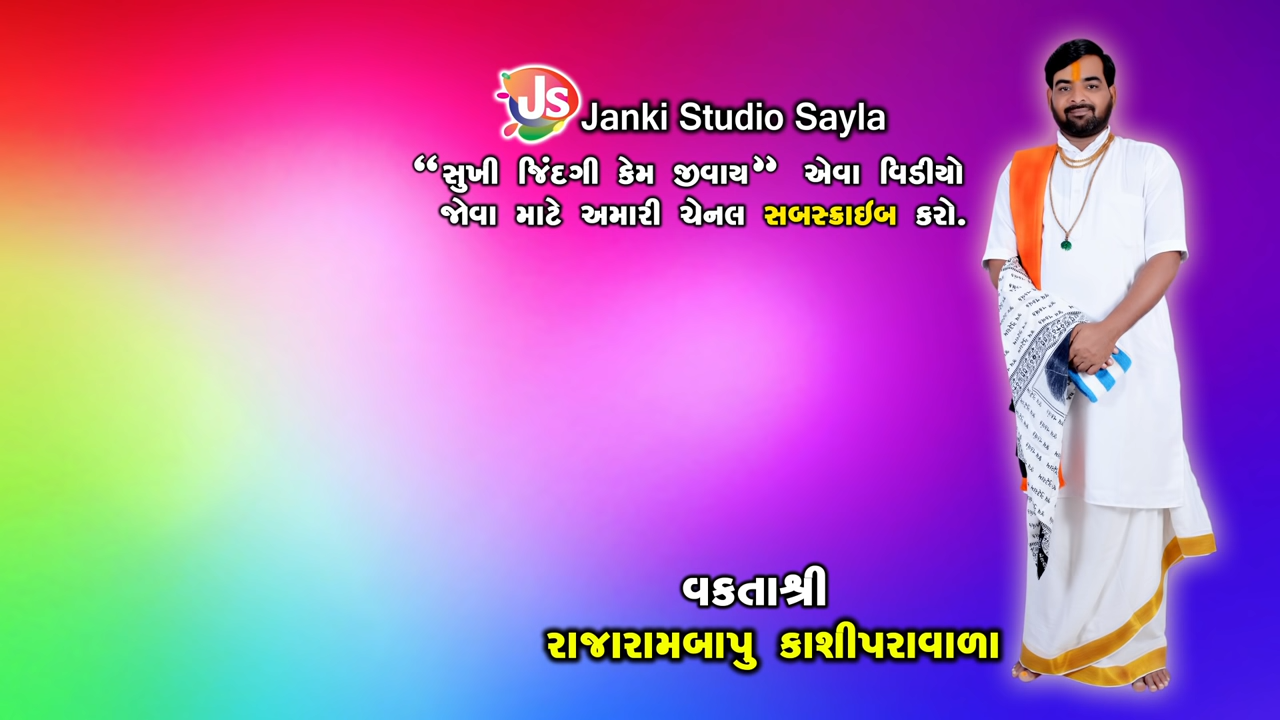 JS Janki Studio Sayla
“સુખી જિંદગી કેમ જીવાય” એવા વિડીયો
જોવા માટે અમારી ચેનલ સબસ્ક્રાઈબ કરો.
વકતાશ્રી
રાજારામબાપુ કાશીપરાવાળા